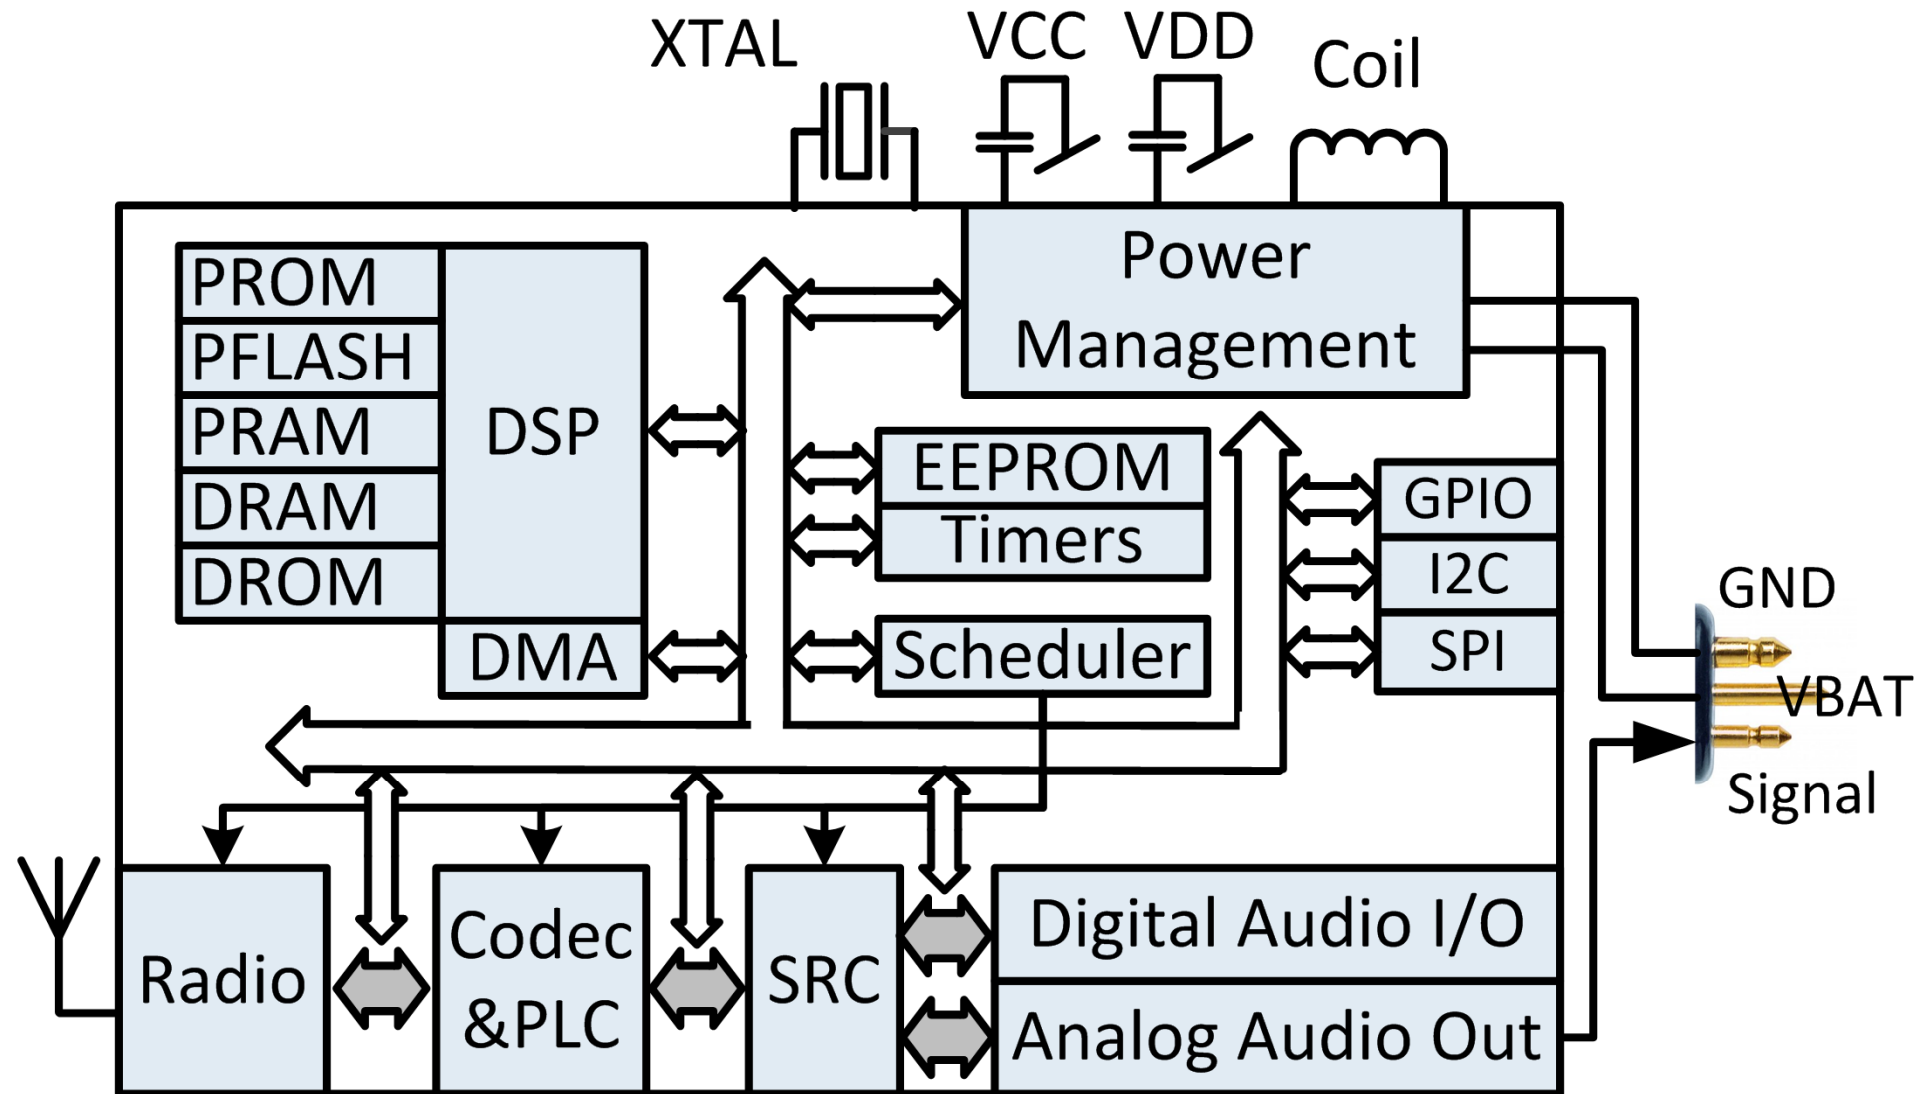 XTAL
VCC
VDD
Coil
Power
Management
PROM
PFLASH
PRAM
DRAM
DROM
DSP
DMA
EEPROM
Timers
Scheduler
GPIO
I2C
SPI
GND
VBAT
Signal
Radio
Codec
&PLC
SRC
Digital Audio I/O
Analog Audio Out